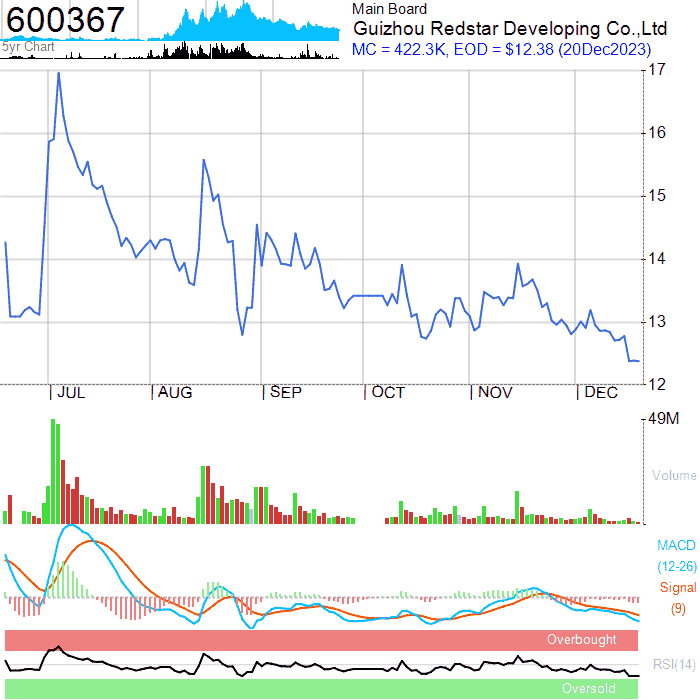 600367
5yr Chart
Main Board
Guizhou Redstar Developing Co.,Ltd
MC = 422.3K, EOD = $12.38 (20Dec2023)
17
16
15
14
13
12
JUL AUG SEP OCT NOV DEC
49M
Volume
MACD
(12-26)
Signal
(9)
Overbought
RSI(14)
Oversold